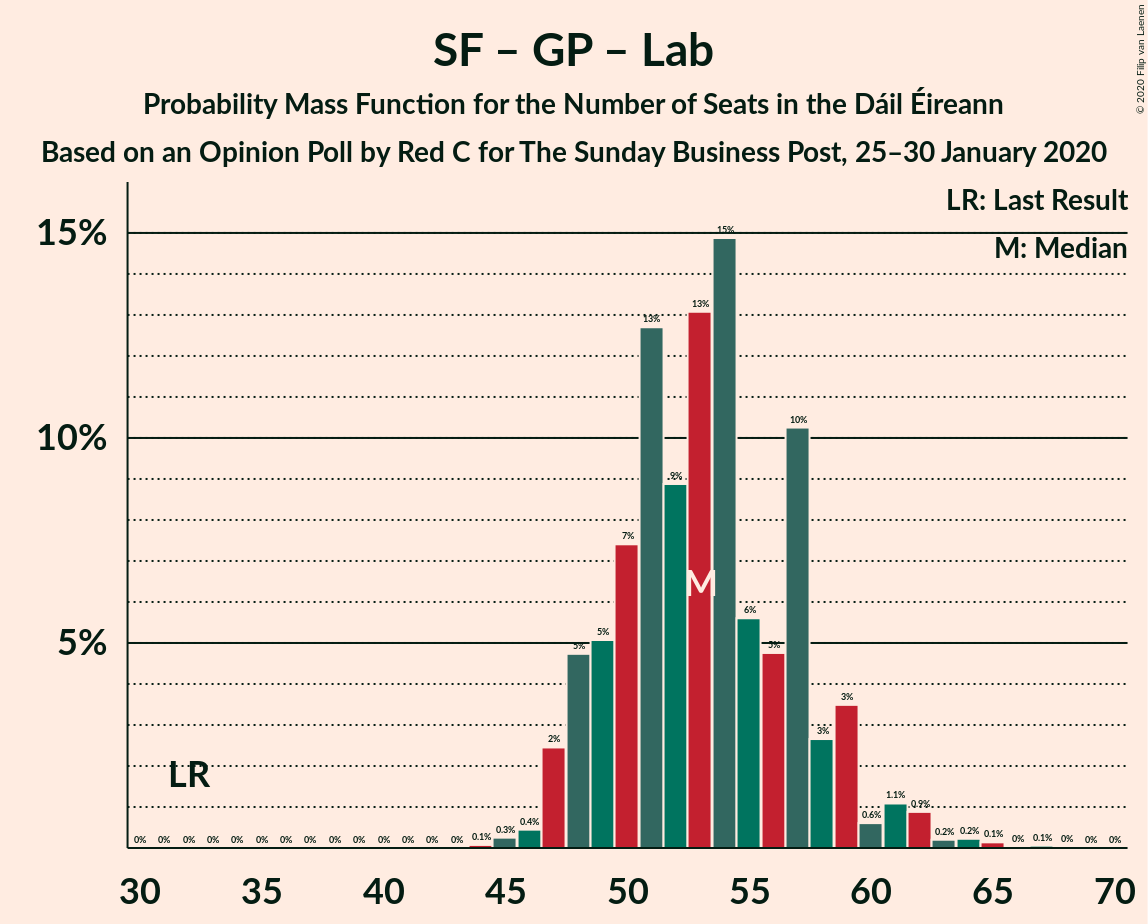 SF – GP – Lab
Probability Mass Function for the Number of Seats in the Dáil Éireann
Based on an Opinion Poll by Red C for The Sunday Business Post, 25–30 January 2020
© 2020 Filip van Laenen
LR: Last Result
M: Median
15%
10%
5%
0% 0% 0% 0% 0% 0% 0% 0% 0% 0% 0% 0% 0% 0% 0.1% 0.3% 0.4% 2% 5% 5% 7% 13% 9% 13% 15% 6% 5% 10% 3% 3% 0.6% 1.1% 0.9% 0.2% 0.2% 0.1% 0% 0.1% 0% 0% 0%
M
LR
30 35 40 45 50 55 60 65 70